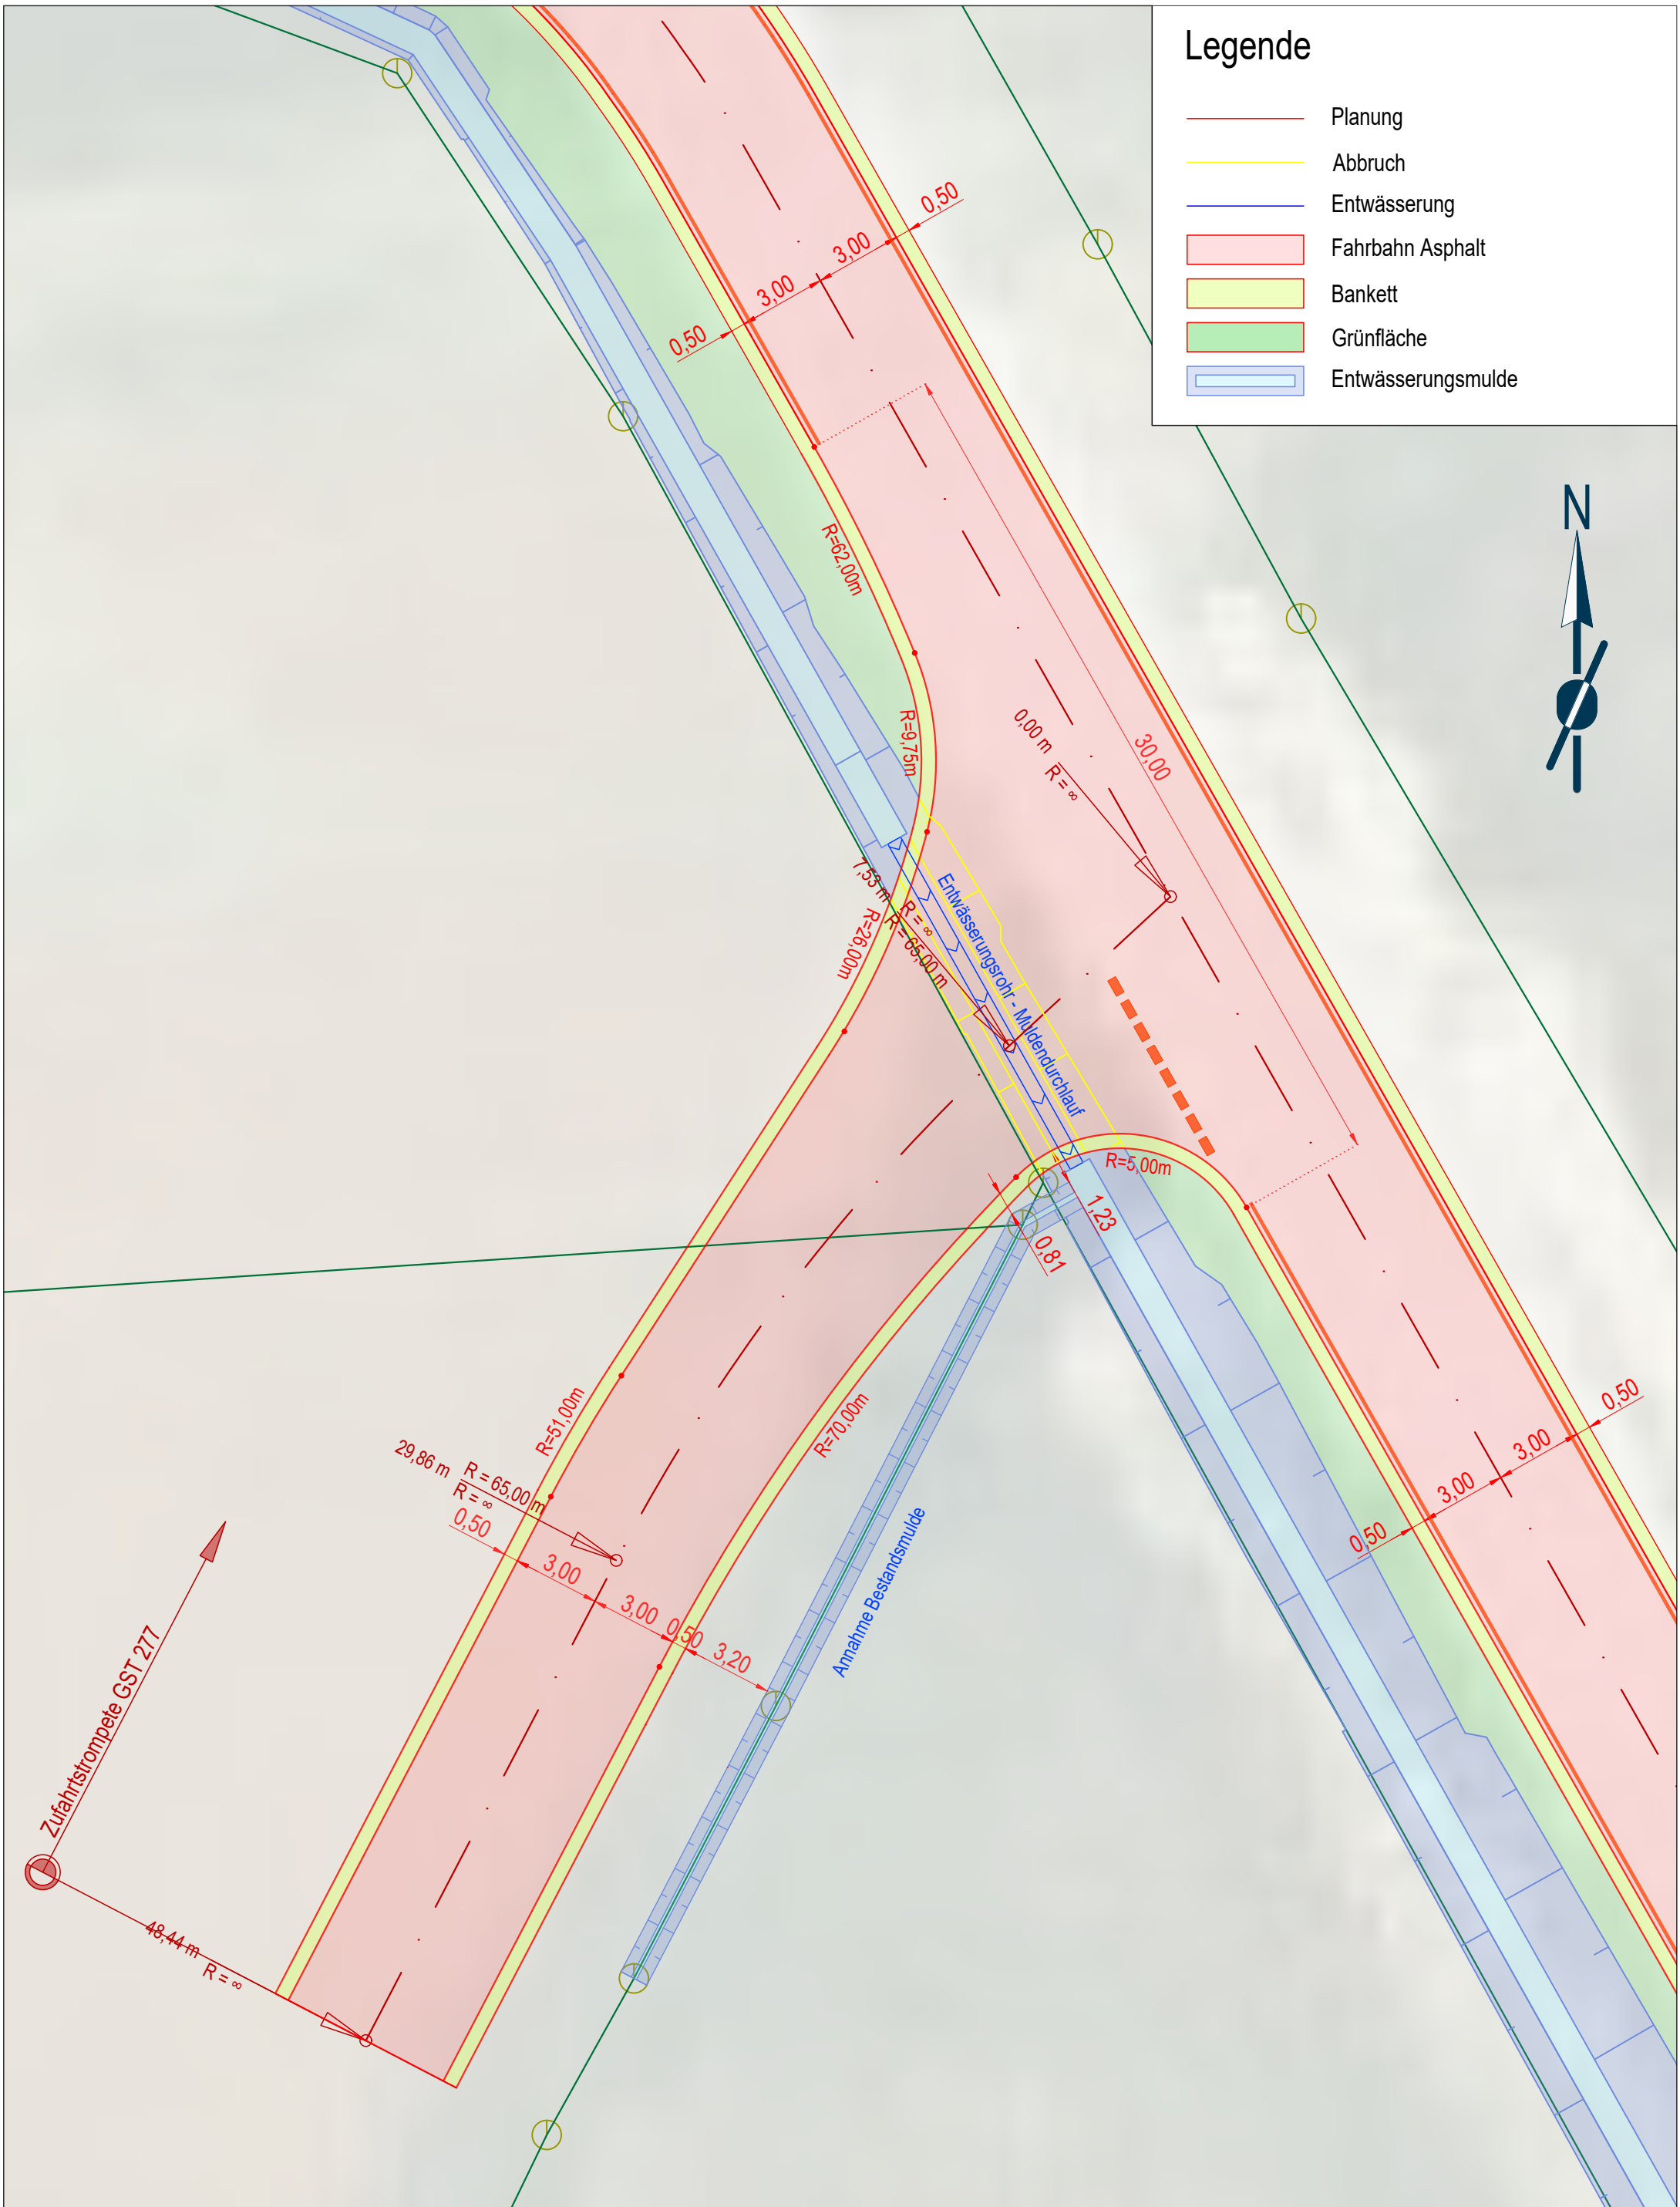 Legende
Planung
Abbruch
Entwässerung
Fahrbahn Asphalt
Bankett
Grünfläche
Entwässerungsmulde
N
0,50
3,00
3,00
0,50
R=62,00m
R=9,75m
0,00 m
R = ∞
30,00
7,53 m
R = ∞
R = 65,00 m
R=26,00m
Entwässerungsrohr - Muldendurchlauf
R=5,00m
1,23
0,81
R=51,00m
R=70,00m
29,86 m
R = 65,00 m
R = ∞
0,50
3,00
3,00
0,50
3,20
Annahme Bestandsmulde
0,50
3,00
3,00
0,50
Zufahrtstrompete GST 277
48,44 m
R = ∞